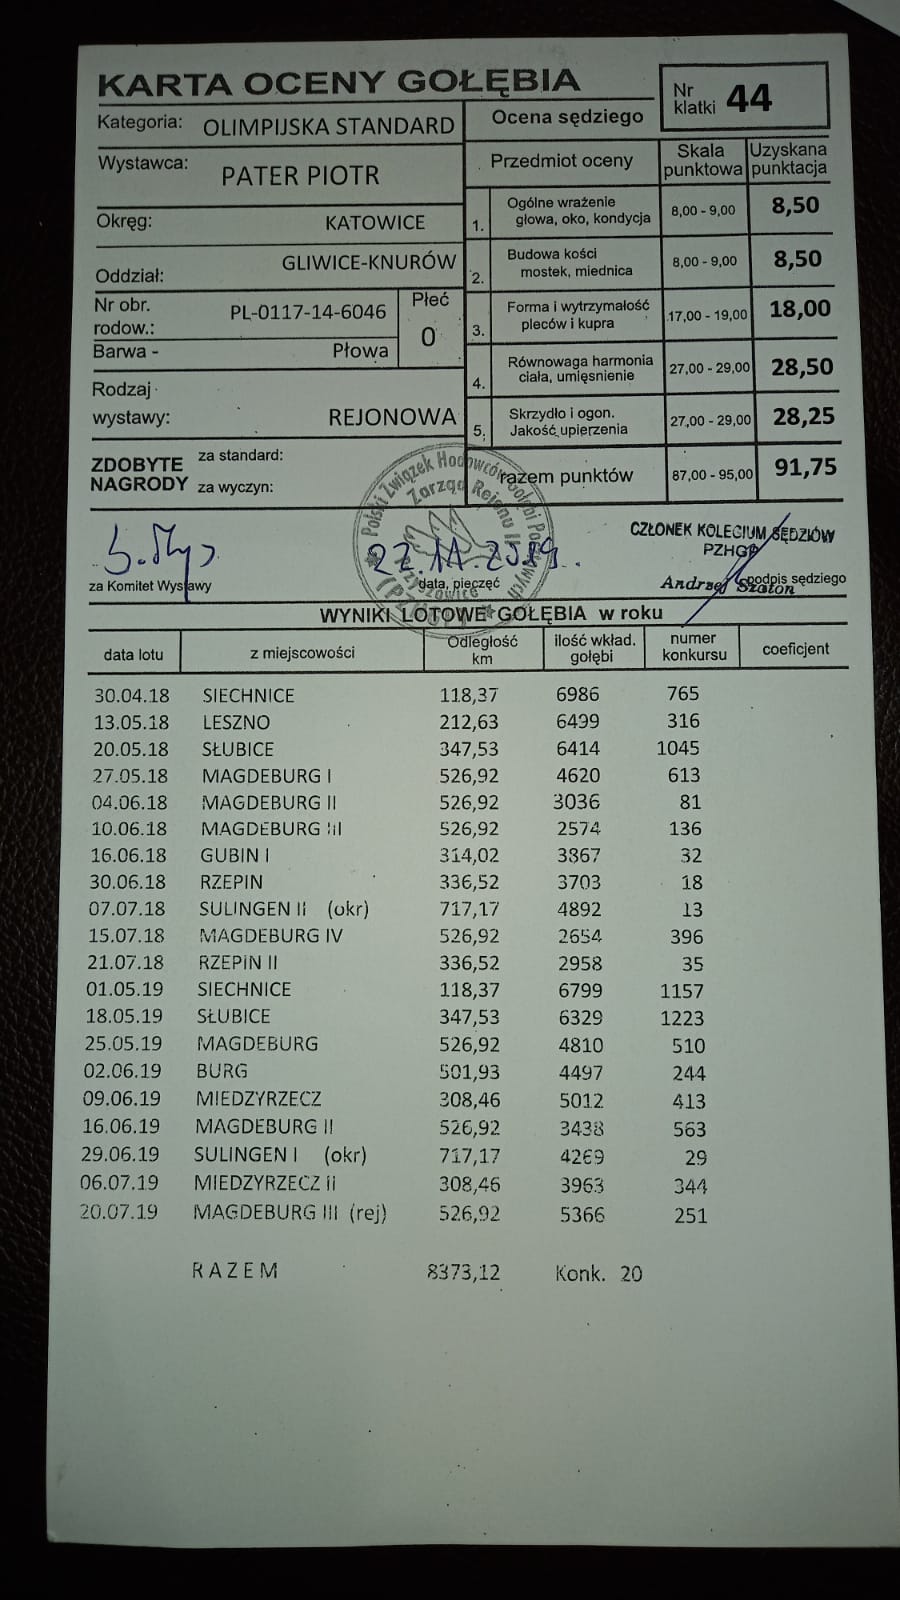 KARTA OCENY GOŁĘBIA
Nr klatki 44
Kategoria: OLIMPIJSKA STANDARD
Ocena sędziego
Wystawca: PATER PIOTR
Przedmiot oceny Skala punktowa Uzyskana punktacja
Okręg: KATOWICE
1. Ogólne wrażenie głowa, oko, kondycja 8,00 - 9,00 8,50
Oddział: GLIWICE-KNURÓW
2. Budowa kości mostek, miednica 8,00 - 9,00 8,50
Nr obr. rodow.: PL-0117-14-6046 Płeć 0
3. Forma i wytrzymałość pleców i kupra 17,00 - 19,00 18,00
Barwa - Płowa
4. Równowaga harmonia ciała, umięsnienie 27,00 - 29,00 28,50
Rodzaj wystawy: REJONOWA
5, Skrzydło i ogon. Jakość upierzenia 27,00 - 29,00 28,25
ZDOBYTE NAGRODY za standard:
za wyczyn:
razem punktów 87,00 - 95,00 91,75
Polski Związek Hodowców Gołębi Pocztowych
Zarząd Rejonu II
22.11.2019.
CZŁONEK KOLEGIUM SĘDZIÓW
PZHGP
za Komitet Wystawy
data, pieczęć
Andrzej Szoton
podpis sędziego
WYNIKI LOTOWE GOŁĘBIA w roku
data lotu z miejscowości Odległość km ilość wkład. gołębi numer konkursu coeficjent
30.04.18 SIECHNICE 118,37 6986 765
13.05.18 LESZNO 212,63 6499 316
20.05.18 SŁUBICE 347,53 6414 1045
27.05.18 MAGDEBURG I 526,92 4620 613
04.06.18 MAGDEBURG II 526,92 3036 81
10.06.18 MAGDEBURG III 526,92 2574 136
16.06.18 GUBIN I 314,02 3867 32
30.06.18 RZEPIN 336,52 3703 18
07.07.18 SULINGEN II (okr) 717,17 4892 13
15.07.18 MAGDEBURG IV 526,92 2654 396
21.07.18 RZEPIN II 336,52 2958 35
01.05.19 SIECHNICE 118,37 6799 1157
18.05.19 SŁUBICE 347,53 6329 1223
25.05.19 MAGDEBURG 526,92 4810 510
02.06.19 BURG 501,93 4497 244
09.06.19 MIEDZYRZECZ 308,46 5012 413
16.06.19 MAGDEBURG II 526,92 3438 563
29.06.19 SULINGEN I (okr) 717,17 4269 29
06.07.19 MIEDZYRZECZ II 308,46 3963 344
20.07.19 MAGDEBURG III (rej) 526,92 5366 251
RAZEM 8373,12 Konk. 20